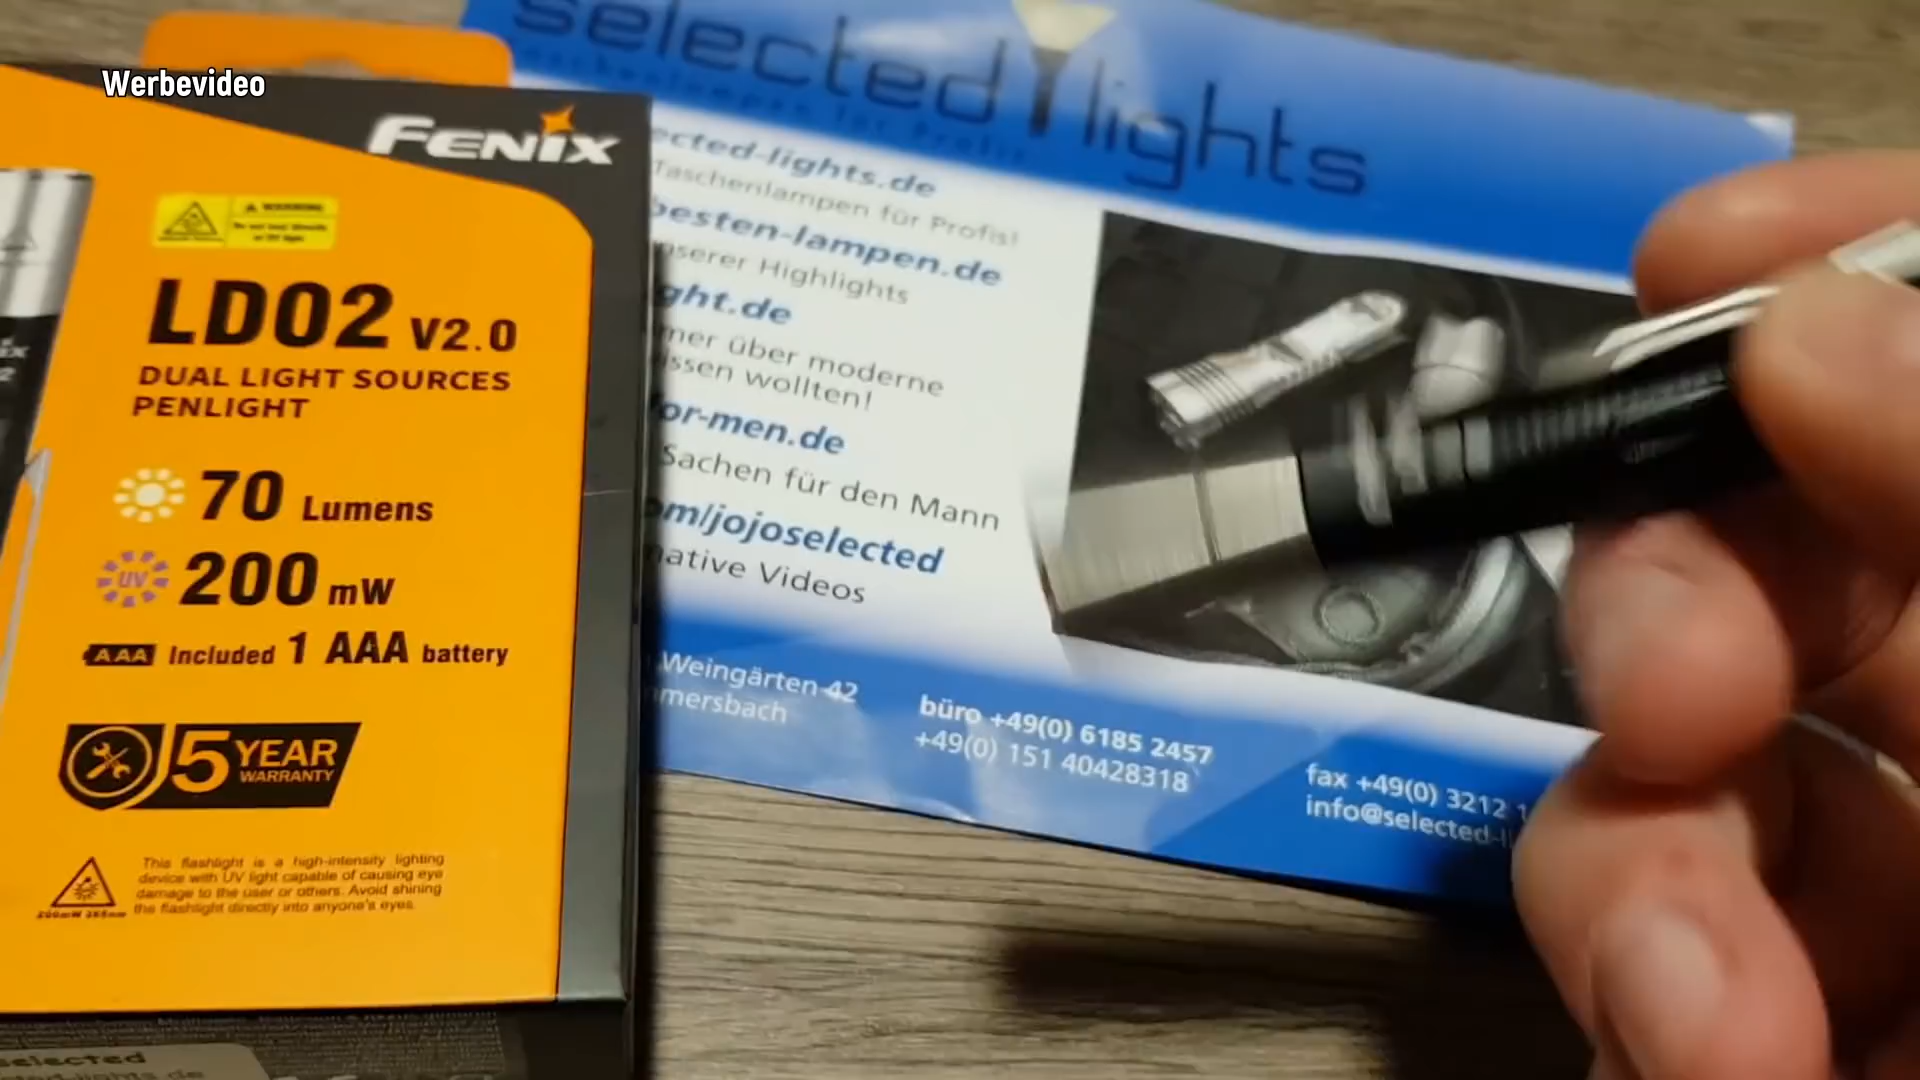 Werbevideo
FENIX
WARNING
LD02 V2.0
DUAL LIGHT SOURCES
PENLIGHT
70 Lumens
UV 200 mW
AAA Included 1 AAA battery
5 YEAR
WARRANTY
This flashlight is a high-intensity lighting
device with UV light capable of causing eye
damage to the user or others. Avoid shining
the flashlight directly into anyone's eyes.
selected
selected lights
ected-lights.de
Taschenlampen für Profis!
besten-lampen.de
nserer Highlights
ght.de
mer über moderne
issen wollten!
or-men.de
Sachen für den Mann
om/jojoselected
mative Videos
Weingärten 42
mersbach
büro +49(0) 6185 2457
+49(0) 151 40428318
fax +49(0) 3212 1
info@selected-l